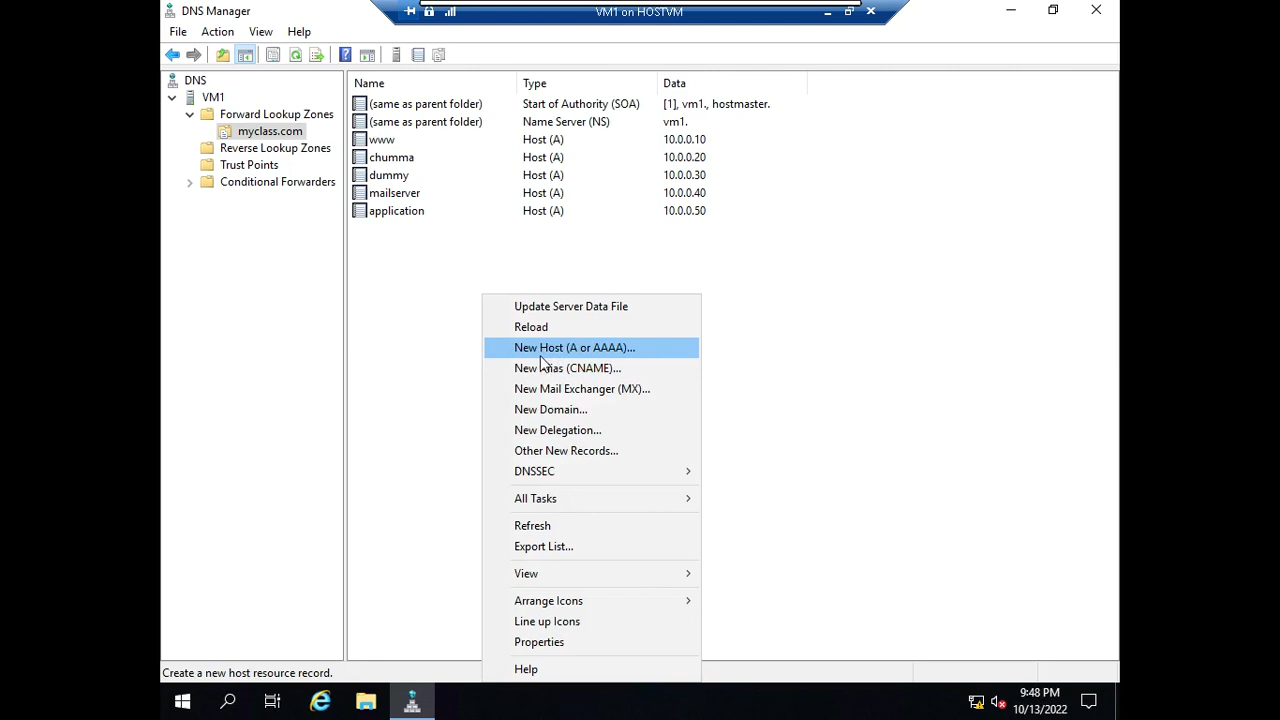 DNS Manager
VM1 on HOSTVM
File Action View Help
DNS
VM1
Forward Lookup Zones
myclass.com
Reverse Lookup Zones
Trust Points
Conditional Forwarders
Name Type Data
(same as parent folder) Start of Authority (SOA) [1], vm1., hostmaster.
(same as parent folder) Name Server (NS) vm1.
www Host (A) 10.0.0.10
chumma Host (A) 10.0.0.20
dummy Host (A) 10.0.0.30
mailserver Host (A) 10.0.0.40
application Host (A) 10.0.0.50
Update Server Data File
Reload
New Host (A or AAAA)...
New Alias (CNAME)...
New Mail Exchanger (MX)...
New Domain...
New Delegation...
Other New Records...
DNSSEC
All Tasks
Refresh
Export List...
View
Arrange Icons
Line up Icons
Properties
Help
Create a new host resource record.
9:48 PM
10/13/2022